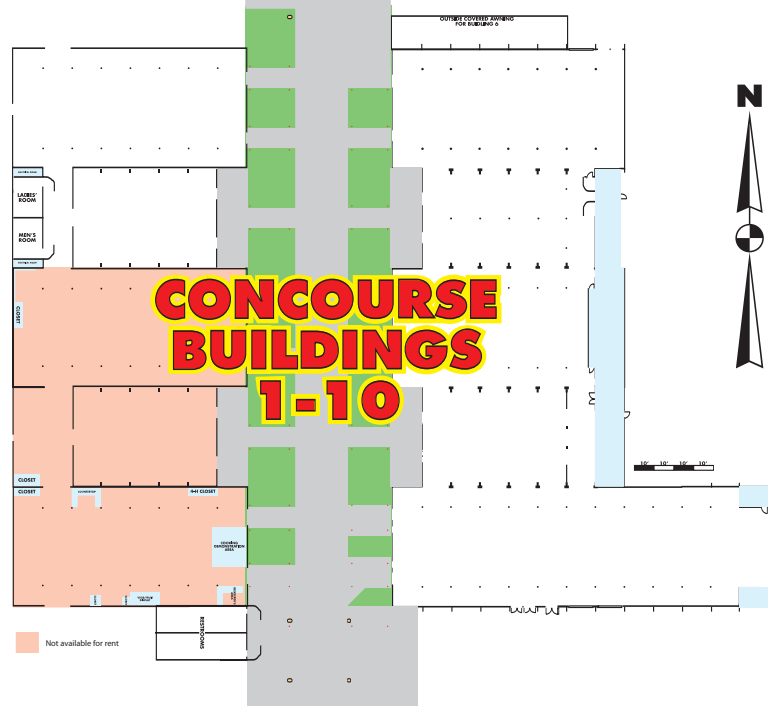 OUTSIDE COVERED AWNING
FOR BUILDING 6
N
LADIES'
ROOM
MEN'S
ROOM
CLOSET
CONCOURSE
BUILDINGS
1-10
10' 10' 10' 10'
CLOSET
CLOSET
4-H CLOSET
COOKING
DEMONSTRATION
AREA
RESTROOMS
Not available for rent